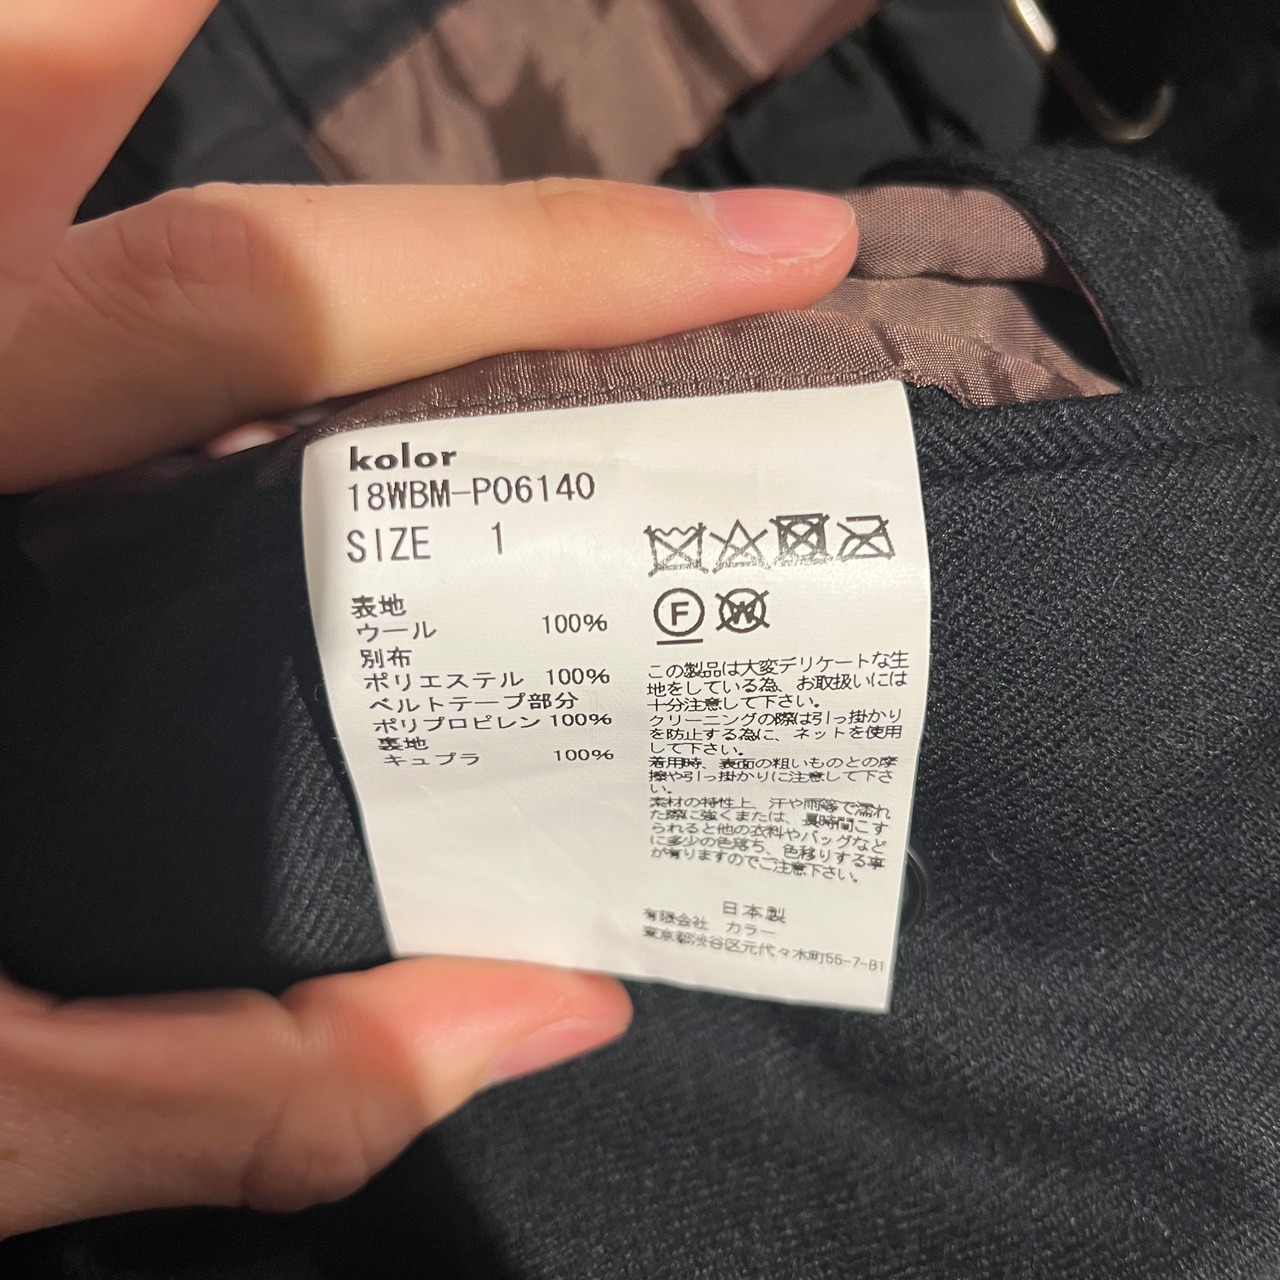 kolor
18WBM-P06140
SIZE 1
表地
ウール 100%
別布
ポリエステル 100%
ベルトテープ部分
ポリプロピレン 100%
裏地
キュプラ 100%
F
W
この製品は大変デリケートな生
地をしている為、お取扱いには
十分注意して下さい。
クリーニングの際は引っ掛かり
を防止する為に、ネットを使用
して下さい。
着用時、表面の粗いものとの摩
擦や引っ掛かりに注意して下さ
い。
素材の特性上、汗や雨等で濡れ
た際に強くまたは、長時間こす
られると他の衣料やバッグなど
に多少の色落ち、色移りする事
が有りますのでご注意下さい。
日本製
有限会社 カラー
東京都渋谷区元代々木町55-7-B1